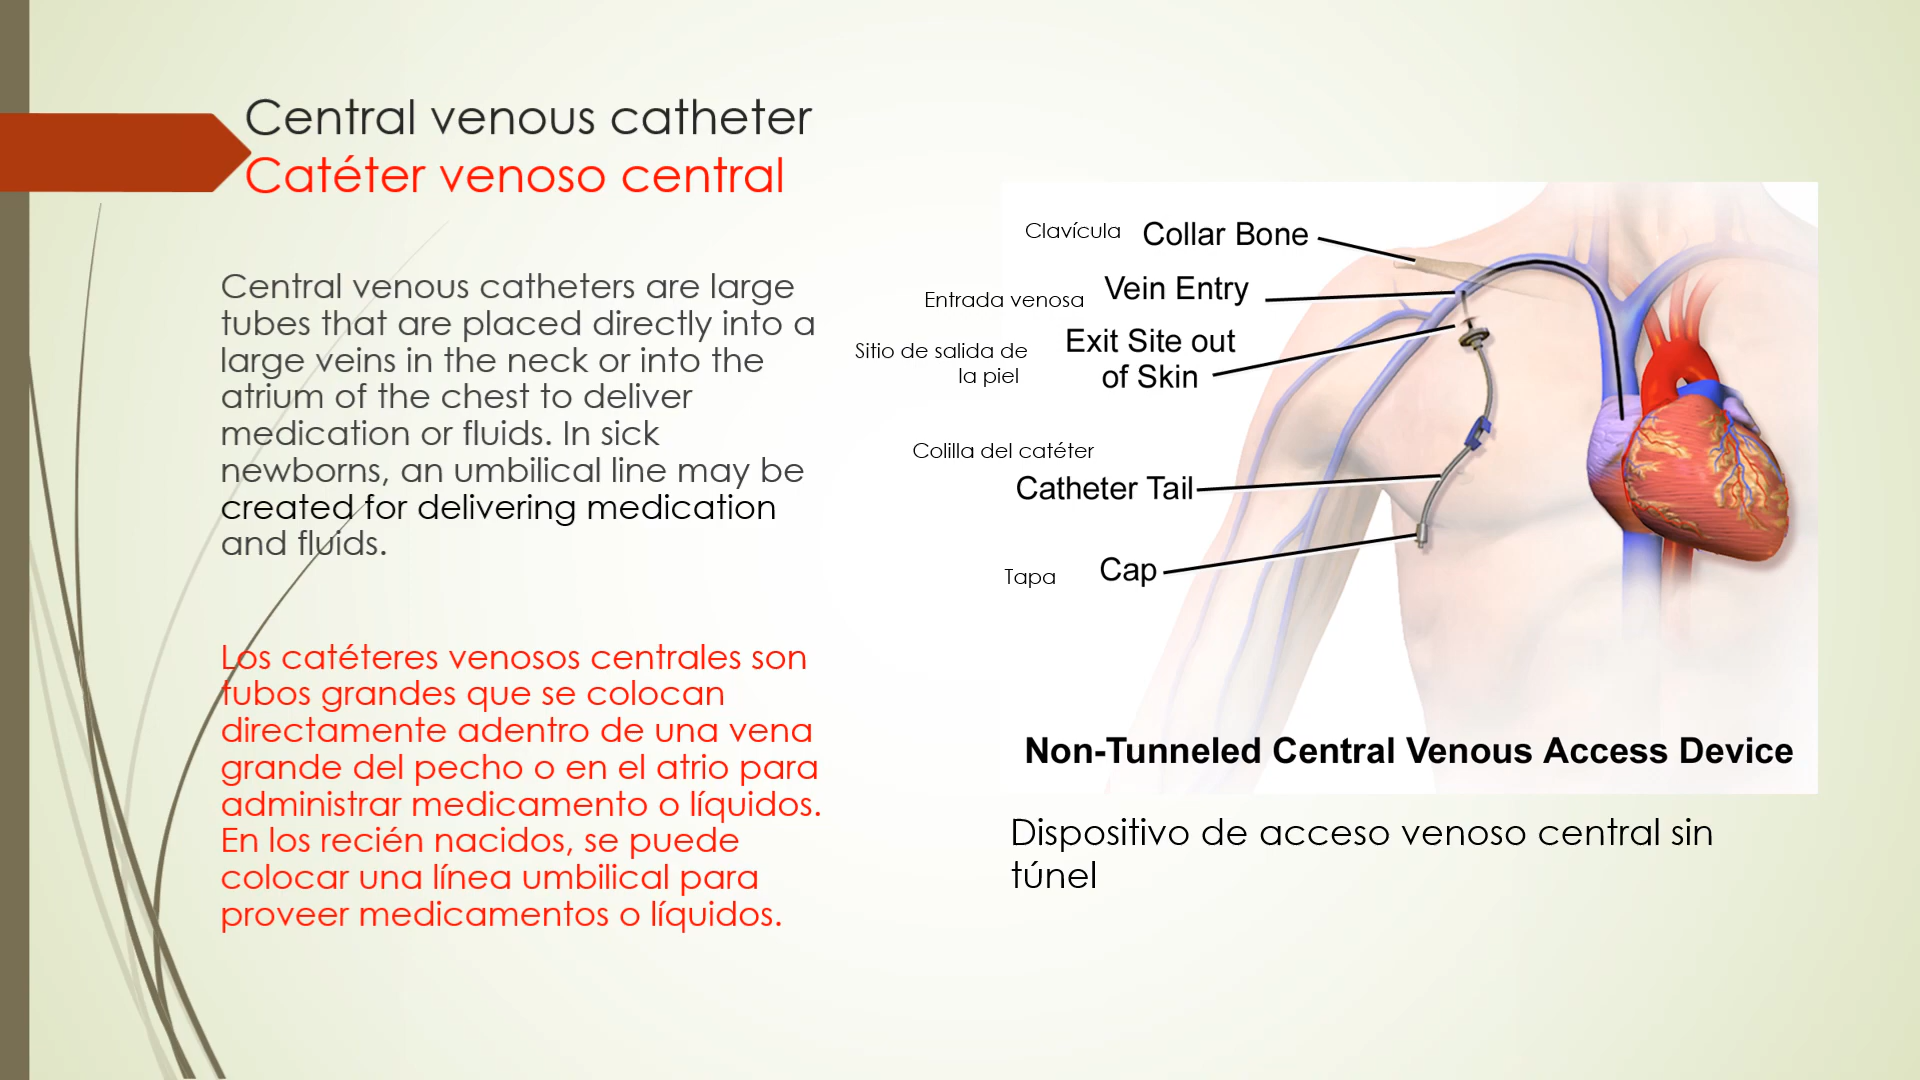 Central venous catheter
Catéter venoso central
Central venous catheters are large
tubes that are placed directly into a
large veins in the neck or into the
atrium of the chest to deliver
medication or fluids. In sick
newborns, an umbilical line may be
created for delivering medication
and fluids.
Los catéteres venosos centrales son
tubos grandes que se colocan
directamente adentro de una vena
grande del pecho o en el atrio para
administrar medicamento o líquidos.
En los recién nacidos, se puede
colocar una línea umbilical para
proveer medicamentos o líquidos.
Clavícula Collar Bone
Entrada venosa Vein Entry
Sitio de salida de
la piel
Exit Site out
of Skin
Colilla del catéter
Catheter Tail
Tapa Cap
Non-Tunneled Central Venous Access Device
Dispositivo de acceso venoso central sin
túnel